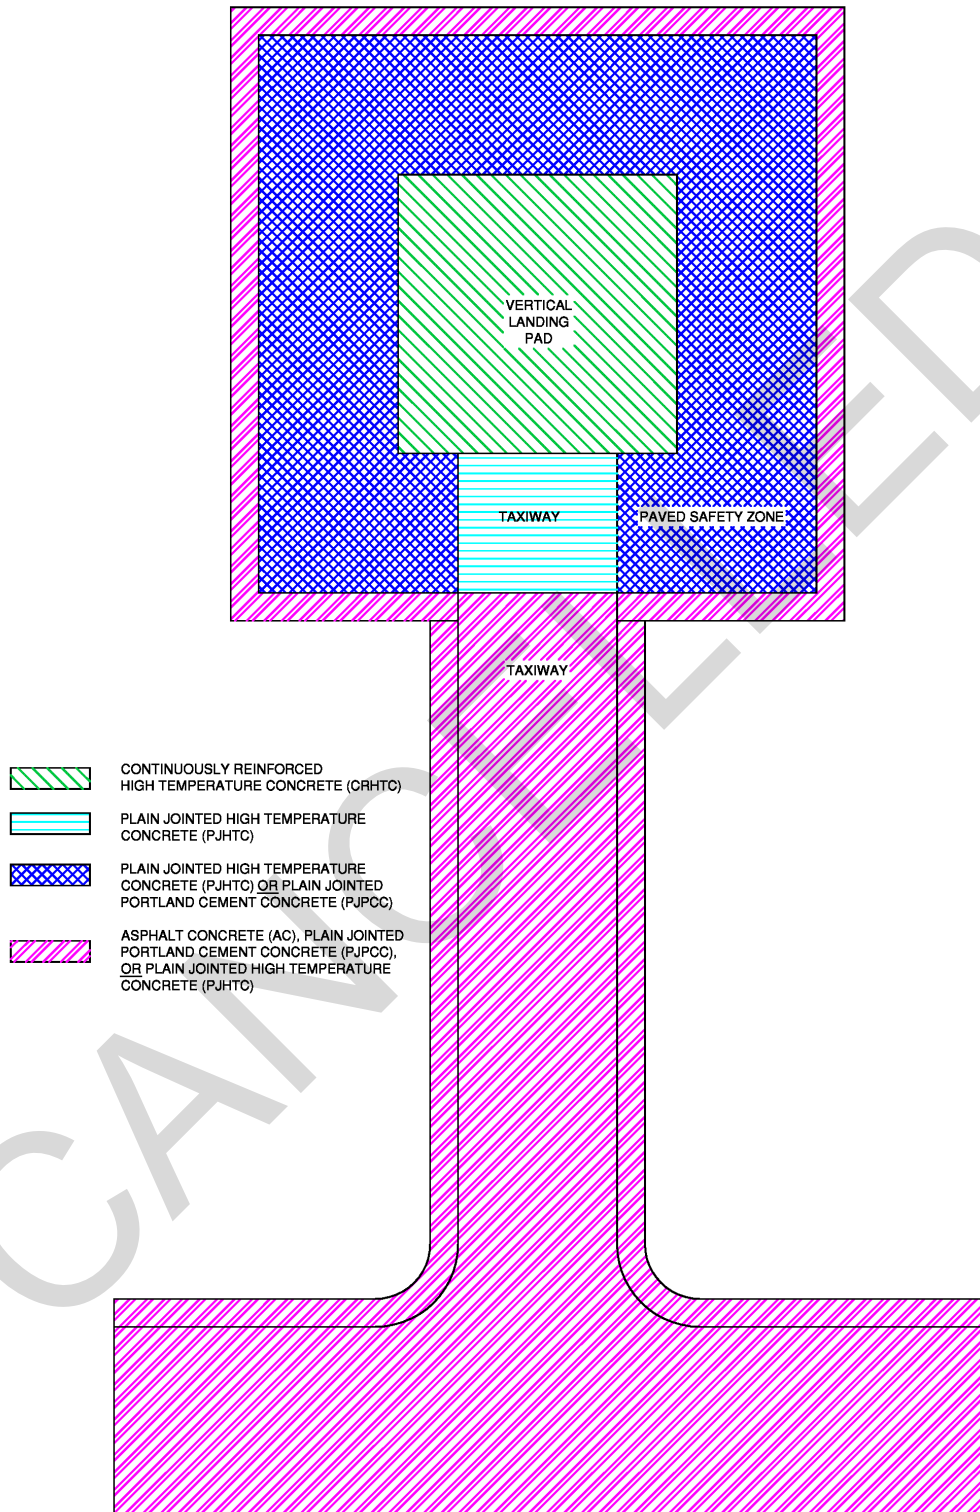 VERTICAL
LANDING
PAD
TAXIWAY
PAVED SAFETY ZONE
TAXIWAY
CONTINUOUSLY REINFORCED
HIGH TEMPERATURE CONCRETE (CRHTC)
PLAIN JOINTED HIGH TEMPERATURE
CONCRETE (PJHTC)
PLAIN JOINTED HIGH TEMPERATURE
CONCRETE (PJHTC) OR PLAIN JOINTED
PORTLAND CEMENT CONCRETE (PJPCC)
ASPHALT CONCRETE (AC), PLAIN JOINTED
PORTLAND CEMENT CONCRETE (PJPCC),
OR PLAIN JOINTED HIGH TEMPERATURE
CONCRETE (PJHTC)
CANCELLED